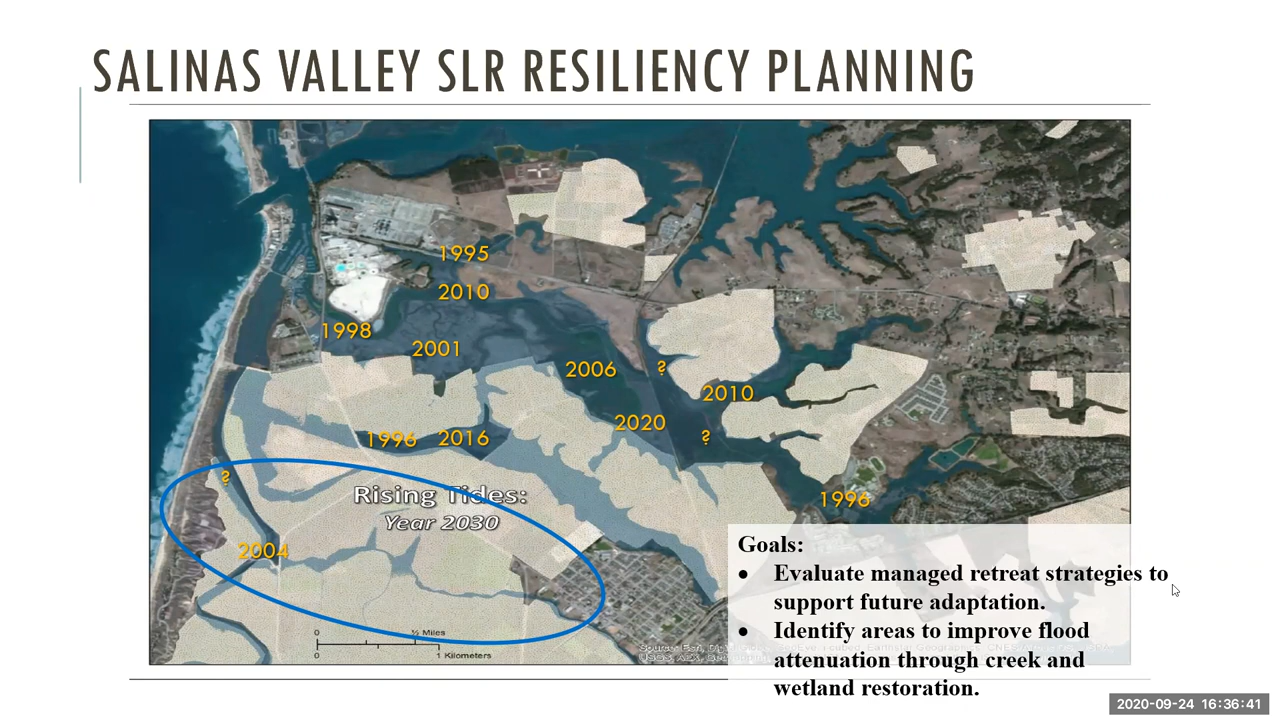 SALINAS VALLEY SLR RESILIENCY PLANNING
1995
2010
1998
2001
2006
?
2010
2020
1996 2016
?
?
Rising Tides:
Year 2030
1996
2004
Goals:
• Evaluate managed retreat strategies to
support future adaptation.
• Identify areas to improve flood
attenuation through creek and
wetland restoration.
0 ½ Miles
0 1 Kilometers
2020-09-24 16:36:41